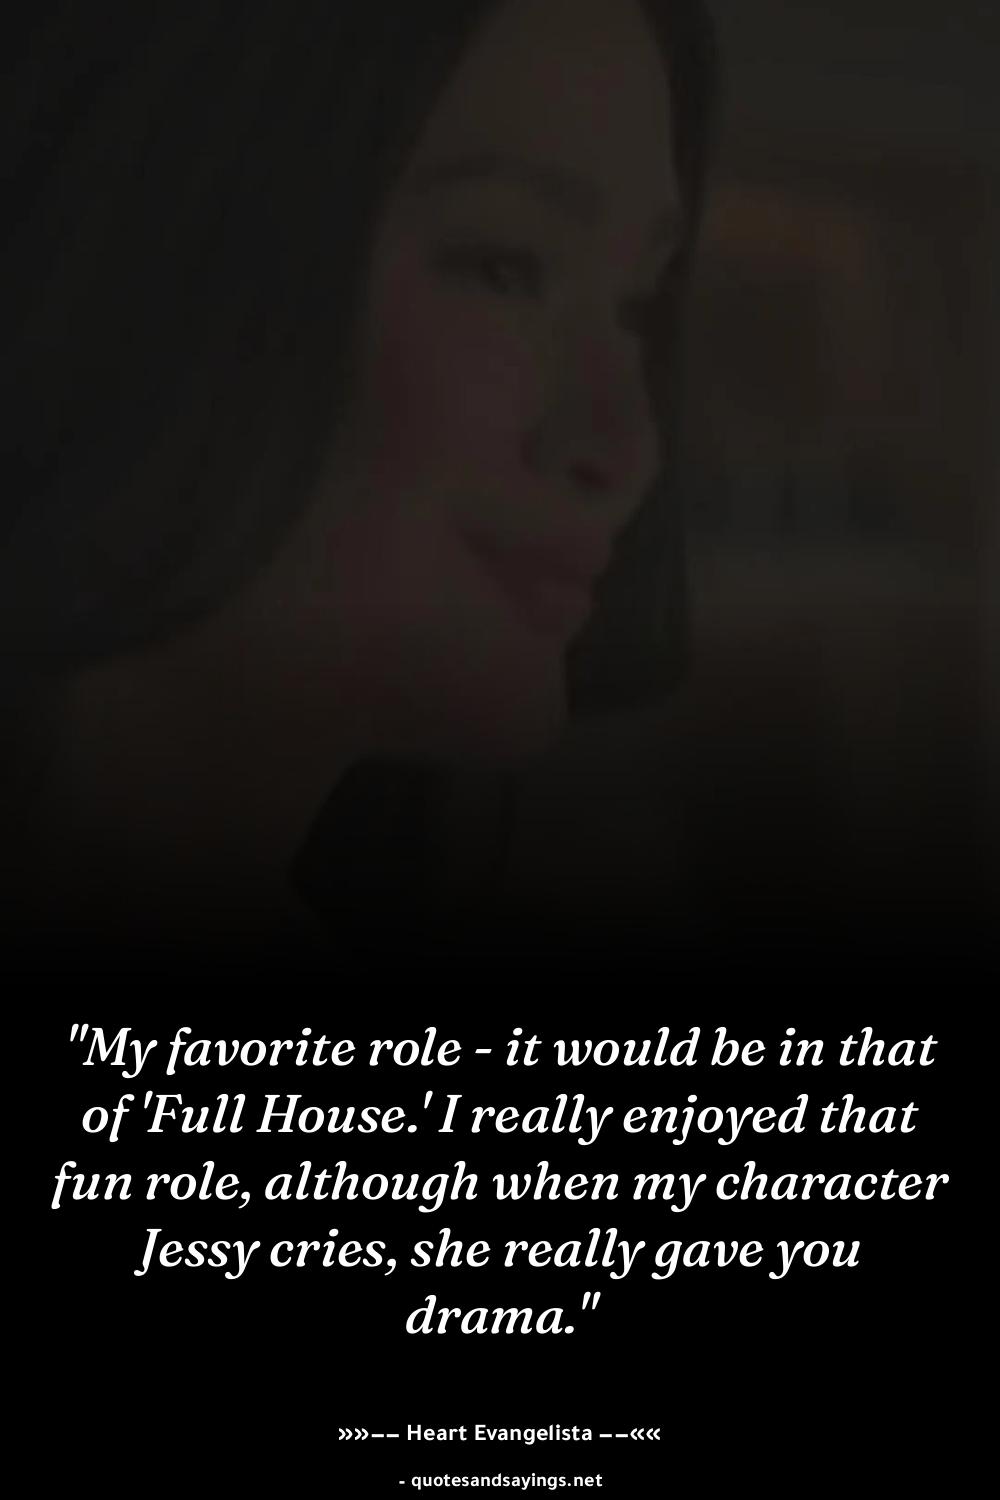 "My favorite role - it would be in that
of 'Full House.' I really enjoyed that
fun role, although when my character
Jessy cries, she really gave you
drama."
»»–– Heart Evangelista ––««
- quotesandsayings.net